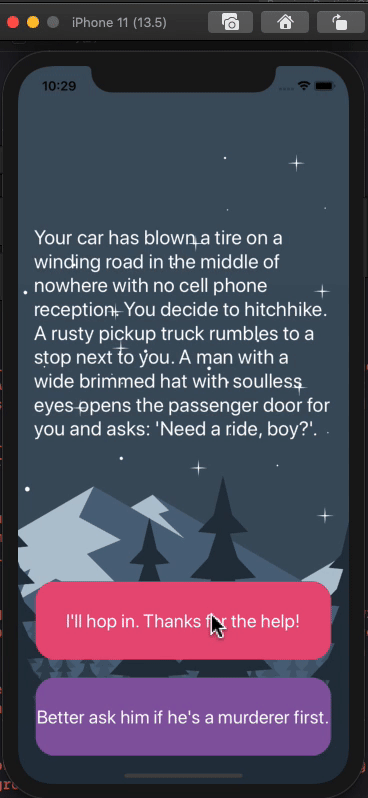 iPhone 11 (13.5)
10:29
Your car has blown a tire on a
winding road in the middle of
nowhere with no cell phone
reception. You decide to hitchhike.
A rusty pickup truck rumbles to a
stop next to you. A man with a
wide brimmed hat with soulless
eyes opens the passenger door for
you and asks: 'Need a ride, boy?'.
I'll hop in. Thanks for the help!
Better ask him if he's a murderer first.